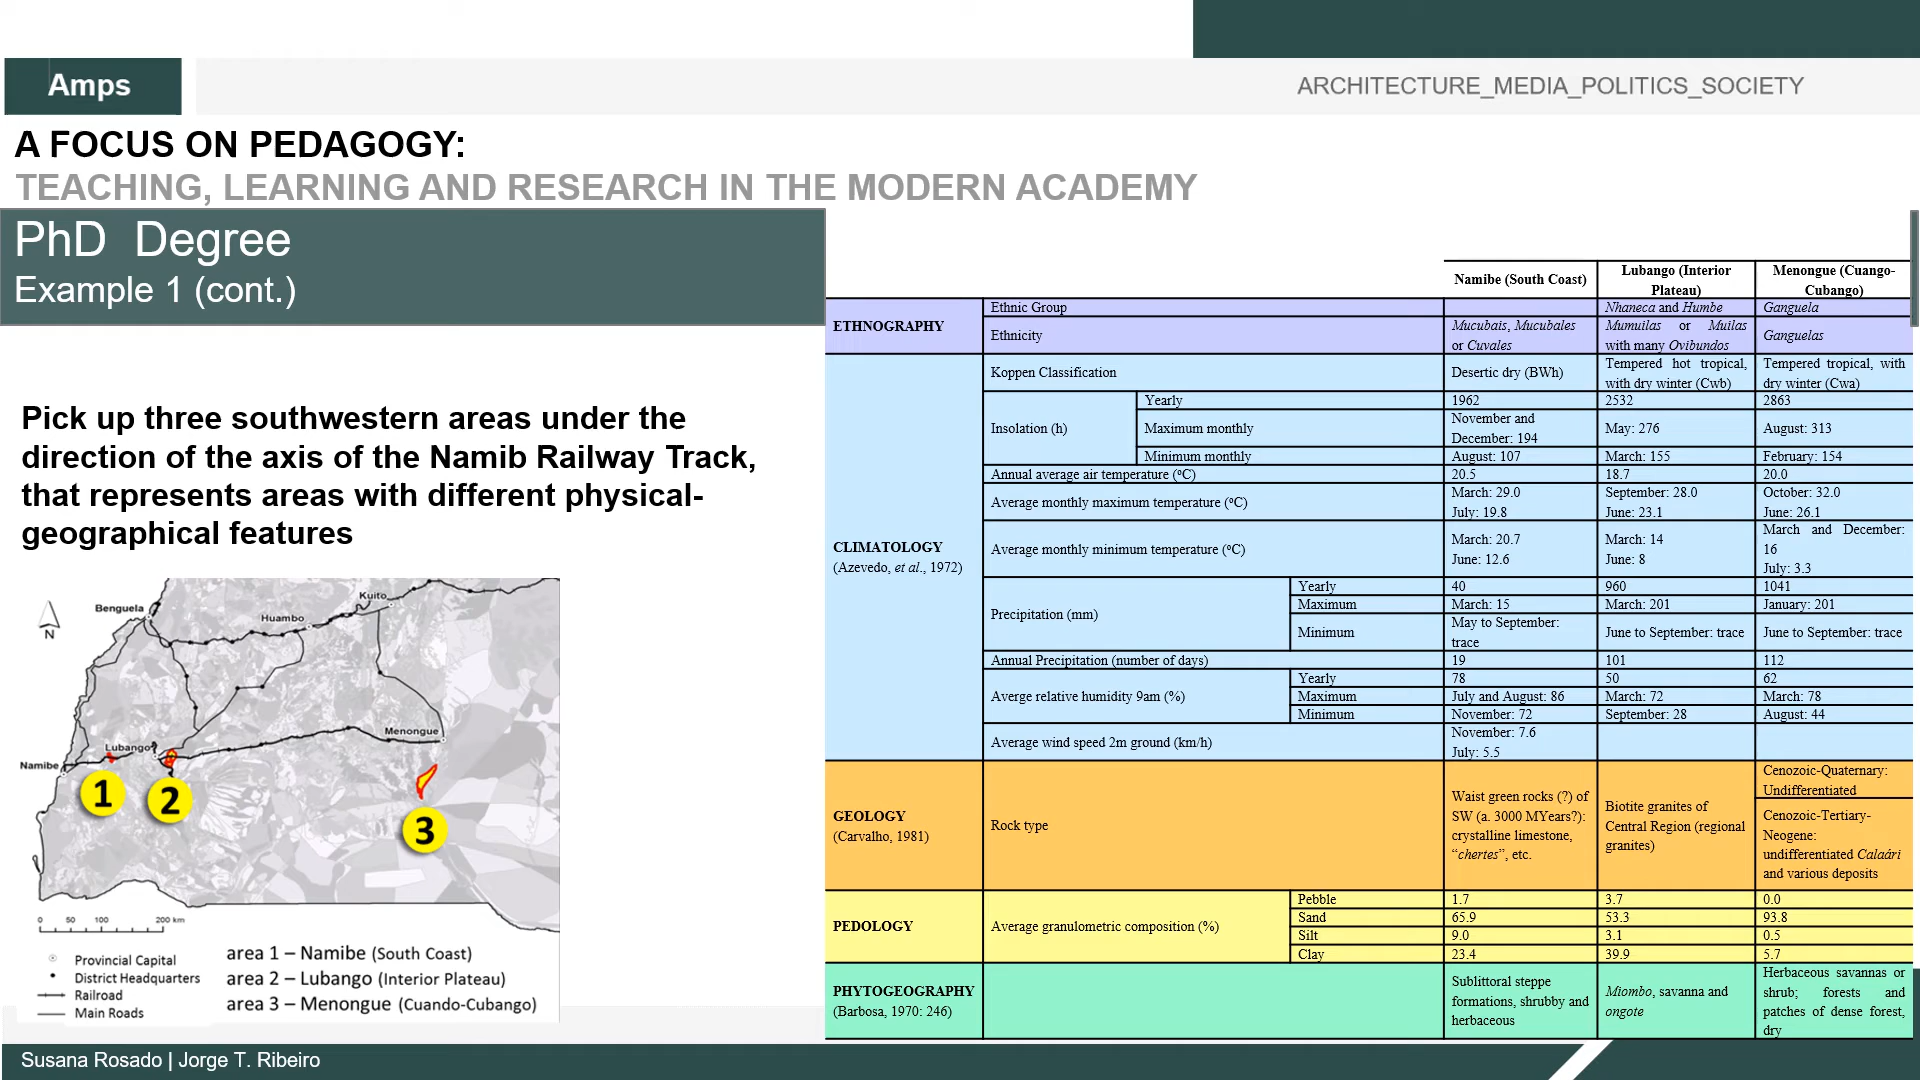 Amps
ARCHITECTURE_MEDIA_POLITICS_SOCIETY
A FOCUS ON PEDAGOGY:
TEACHING, LEARNING AND RESEARCH IN THE MODERN ACADEMY
PhD Degree
Example 1 (cont.)
Pick up three southwestern areas under the
direction of the axis of the Namib Railway Track,
that represents areas with different physical-
geographical features
Benguela
Kuito
Huambo
N
Menongue
Lubango
Namibe
1
2
3
0 50 100 200 km
Provincial Capital
District Headquarters
Railroad
Main Roads
area 1 – Namibe (South Coast)
area 2 – Lubango (Interior Plateau)
area 3 – Menongue (Cuando-Cubango)
Namibe (South Coast) Lubango (Interior Plateau) Menongue (Cuango-Cubango)
ETHNOGRAPHY
Ethnic Group Nhaneca and Humbe Ganguela
Ethnicity Mucubais, Mucubales or Cuvales Mumuilas or Muilas with many Ovibundos Ganguelas
CLIMATOLOGY
(Azevedo, et al., 1972)
Koppen Classification Desertic dry (BWh) Tempered hot tropical, with dry winter (Cwb) Tempered tropical, with dry winter (Cwa)
Insolation (h)
Yearly 1962 2532 2863
Maximum monthly November and December: 194 May: 276 August: 313
Minimum monthly August: 107 March: 155 February: 154
Annual average air temperature (ºC) 20.5 18.7 20.0
Average monthly maximum temperature (ºC) March: 29.0 July: 19.8 September: 28.0 June: 23.1 October: 32.0 June: 26.1
Average monthly minimum temperature (ºC) March: 20.7 June: 12.6 March: 14 June: 8 March and December: 16 July: 3.3
Precipitation (mm)
Yearly 40 960 1041
Maximum March: 15 March: 201 January: 201
Minimum May to September: trace June to September: trace June to September: trace
Annual Precipitation (number of days) 19 101 112
Averge relative humidity 9am (%)
Yearly 78 50 62
Maximum July and August: 86 March: 72 March: 78
Minimum November: 72 September: 28 August: 44
Average wind speed 2m ground (km/h) November: 7.6 July: 5.5
GEOLOGY
(Carvalho, 1981)
Rock type Waist green rocks (?) of SW (a. 3000 MYears?): crystalline limestone, “chertes”, etc. Biotite granites of Central Region (regional granites) Cenozoic-Quaternary: Undifferentiated
Cenozoic-Tertiary-Neogene: undifferentiated Calaári and various deposits
PEDOLOGY
Average granulometric composition (%)
Pebble 1.7 3.7 0.0
Sand 65.9 53.3 93.8
Silt 9.0 3.1 0.5
Clay 23.4 39.9 5.7
PHYTOGEOGRAPHY
(Barbosa, 1970: 246)
Sublittoral steppe formations, shrubby and herbaceous Miombo, savanna and ongote Herbaceous savannas or shrub; forests and patches of dense forest, dry
Susana Rosado | Jorge T. Ribeiro